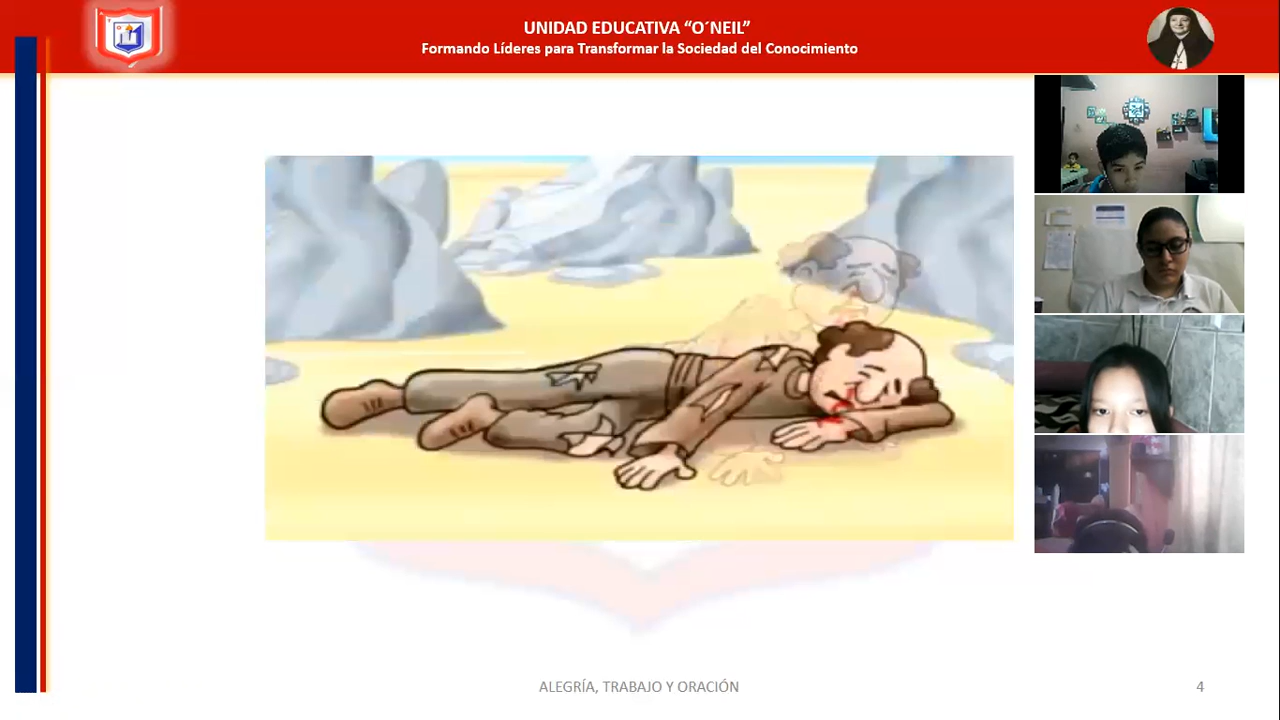 UNIDAD EDUCATIVA “O´NEIL”
Formando Líderes para Transformar la Sociedad del Conocimiento
ALEGRÍA, TRABAJO Y ORACIÓN
4